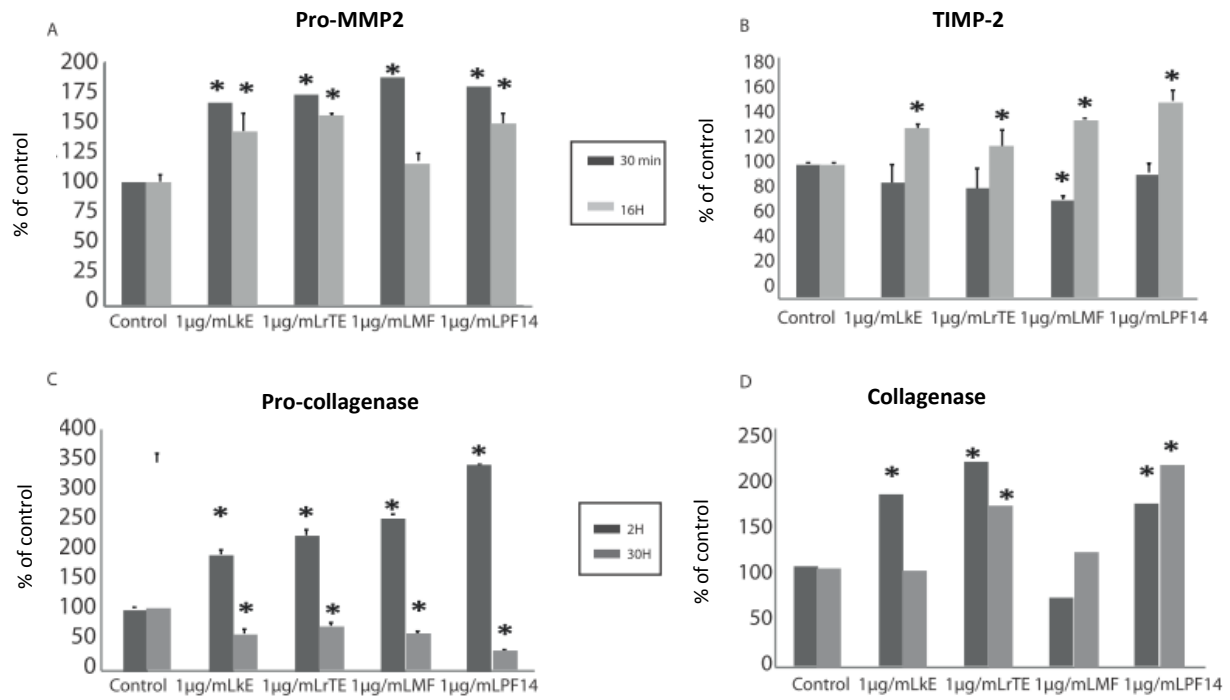 A
Pro-MMP2
% of control
200
175
150
125
100
75
50
25
0
*
*
*
*
*
*
*
Control 1µg/mLkE 1µg/mLrTE 1µg/mLMF 1µg/mLPF14
30 min
16H
B
TIMP-2
% of control
180
160
140
120
100
80
60
40
20
0
*
*
*
*
*
Control 1µg/mLkE 1µg/mLrTE 1µg/mLMF 1µg/mLPF14
C
Pro-collagenase
% of control
400
350
300
250
200
150
100
50
0
*
*
*
*
*
*
*
*
Control 1µg/mLkE 1µg/mLrTE 1µg/mLMF 1µg/mLPF14
2H
30H
D
Collagenase
% of control
250
200
150
100
50
0
*
*
*
*
*
Control 1µg/mLkE 1µg/mLrTE 1µg/mLMF 1µg/mLPF14